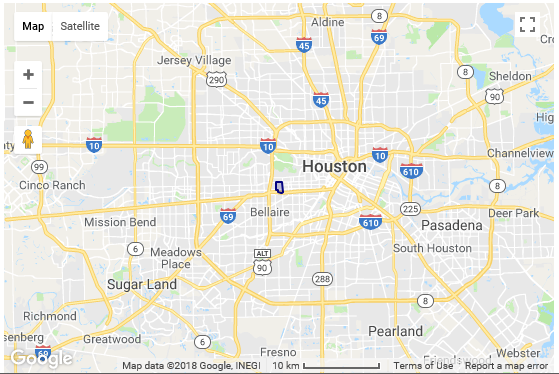 Map
Satellite
Aldine
8
45
69
Jersey Village
290
8
Sheldon
90
45
10
10
10
Channelview
Houston
610
99
8
Cinco Ranch
Bellaire
225
Deer Park
Mission Bend
69
610
Pasadena
6
Meadows
Place
ALT
90
South Houston
288
Sugar Land
8
Richmond
Greatwood
6
Pearland
69
Fresno
Friendswood
Webster
Google
Map data ©2018 Google, INEGI
10 km
Terms of Use
Report a map error